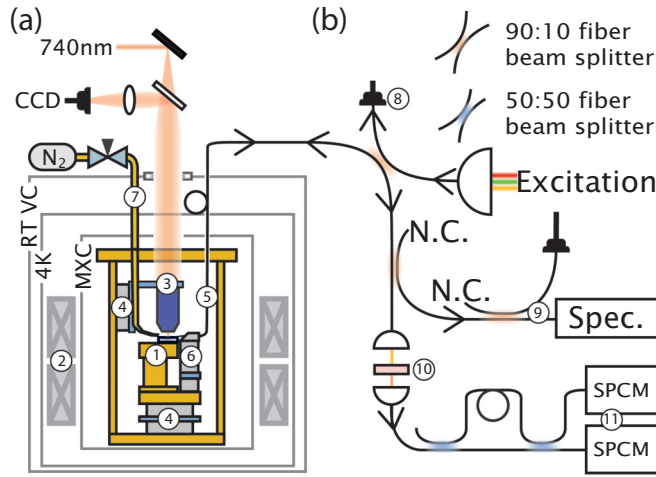 (a)
740nm
CCD
N2
RT VC
4K
MXC
7
3
4
5
2
1
6
4
(b)
90:10 fiber
beam splitter
50:50 fiber
beam splitter
8
Excitation
N.C.
N.C.
9
Spec.
10
SPCM
11
SPCM